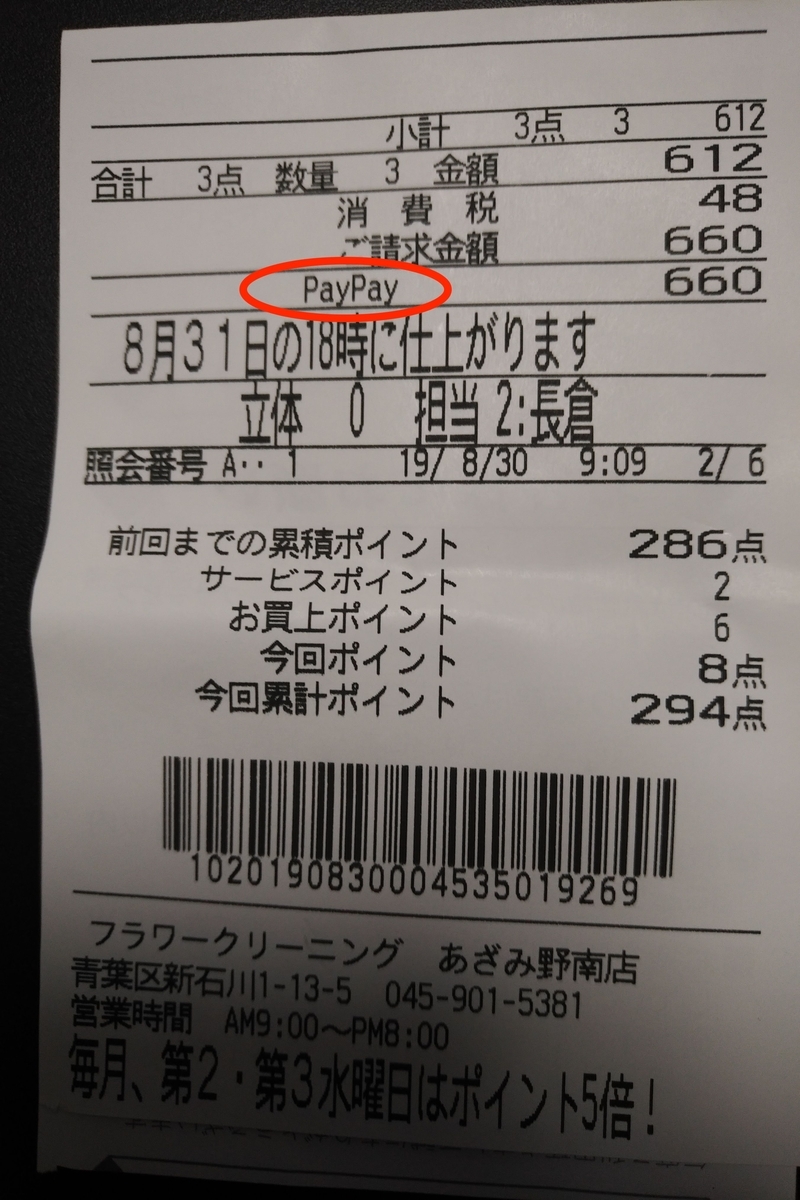 小計 3点 3 612
合計 3点 数量 3 金額 612
消費税 48
ご請求金額 660
PayPay 660
8月31日の18時に仕上がります
立体 0 担当 2:長倉
照会番号 A-- 1 19/ 8/30 9:09 2/ 6
前回までの累積ポイント 286点
サービスポイント 2
お買上ポイント 6
今回ポイント 8点
今回累計ポイント 294点
1020190830004535019269
フラワークリーニング あざみ野南店
青葉区新石川1-13-5 045-901-5381
営業時間 AM9:00〜PM8:00
毎月、第2・第3水曜日はポイント5倍!